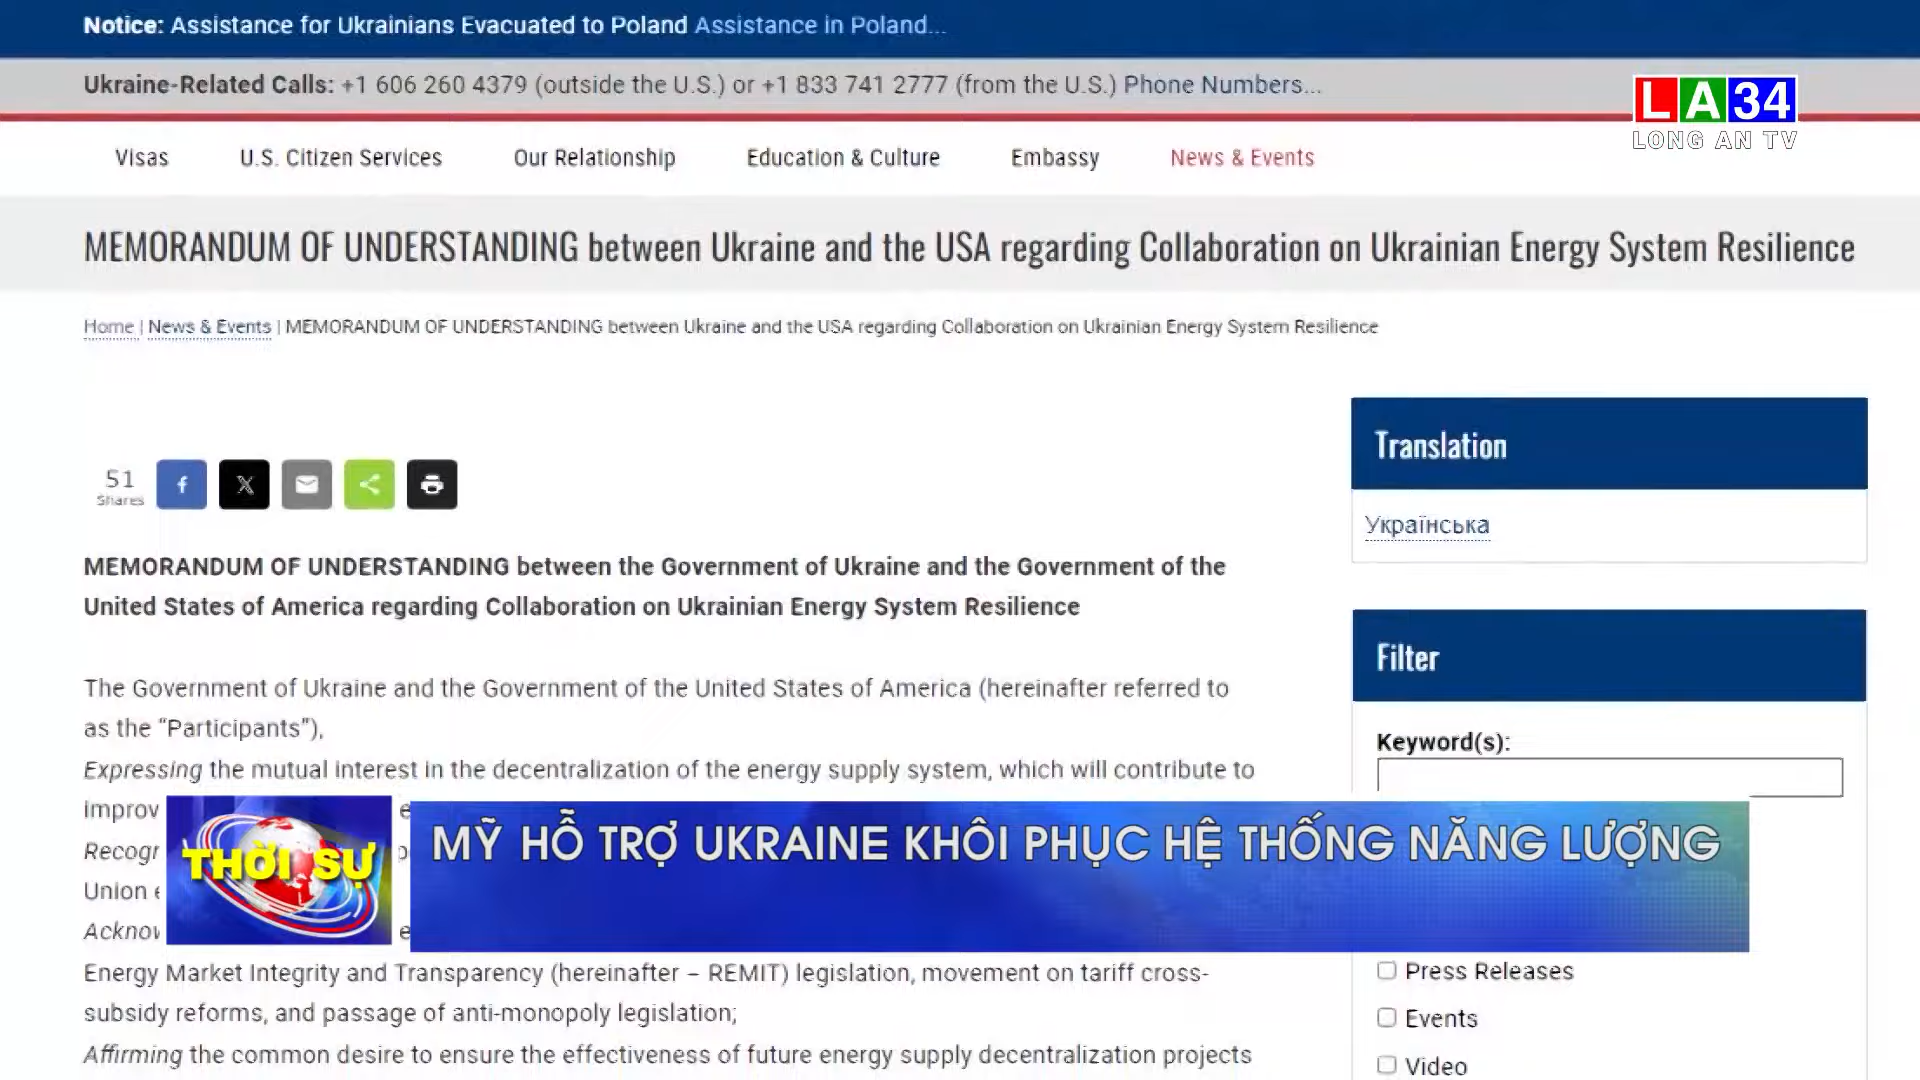 Notice: Assistance for Ukrainians Evacuated to Poland Assistance in Poland...
Ukraine-Related Calls: +1 606 260 4379 (outside the U.S.) or +1 833 741 2777 (from the U.S.) Phone Numbers...
LA34
LONG AN TV
Visas U.S. Citizen Services Our Relationship Education & Culture Embassy News & Events
MEMORANDUM OF UNDERSTANDING between Ukraine and the USA regarding Collaboration on Ukrainian Energy System Resilience
Home | News & Events | MEMORANDUM OF UNDERSTANDING between Ukraine and the USA regarding Collaboration on Ukrainian Energy System Resilience
51
Shares
MEMORANDUM OF UNDERSTANDING between the Government of Ukraine and the Government of the
United States of America regarding Collaboration on Ukrainian Energy System Resilience
The Government of Ukraine and the Government of the United States of America (hereinafter referred to
as the “Participants”),
Expressing the mutual interest in the decentralization of the energy supply system, which will contribute to
Union
THỜI SỰ
MỸ HỖ TRỢ UKRAINE KHÔI PHỤC HỆ THỐNG NĂNG LƯỢNG
Energy Market Integrity and Transparency (hereinafter – REMIT) legislation, movement on tariff cross-
subsidy reforms, and passage of anti-monopoly legislation;
Affirming the common desire to ensure the effectiveness of future energy supply decentralization projects
Translation
Українська
Filter
Keyword(s):
Press Releases
Events
Video